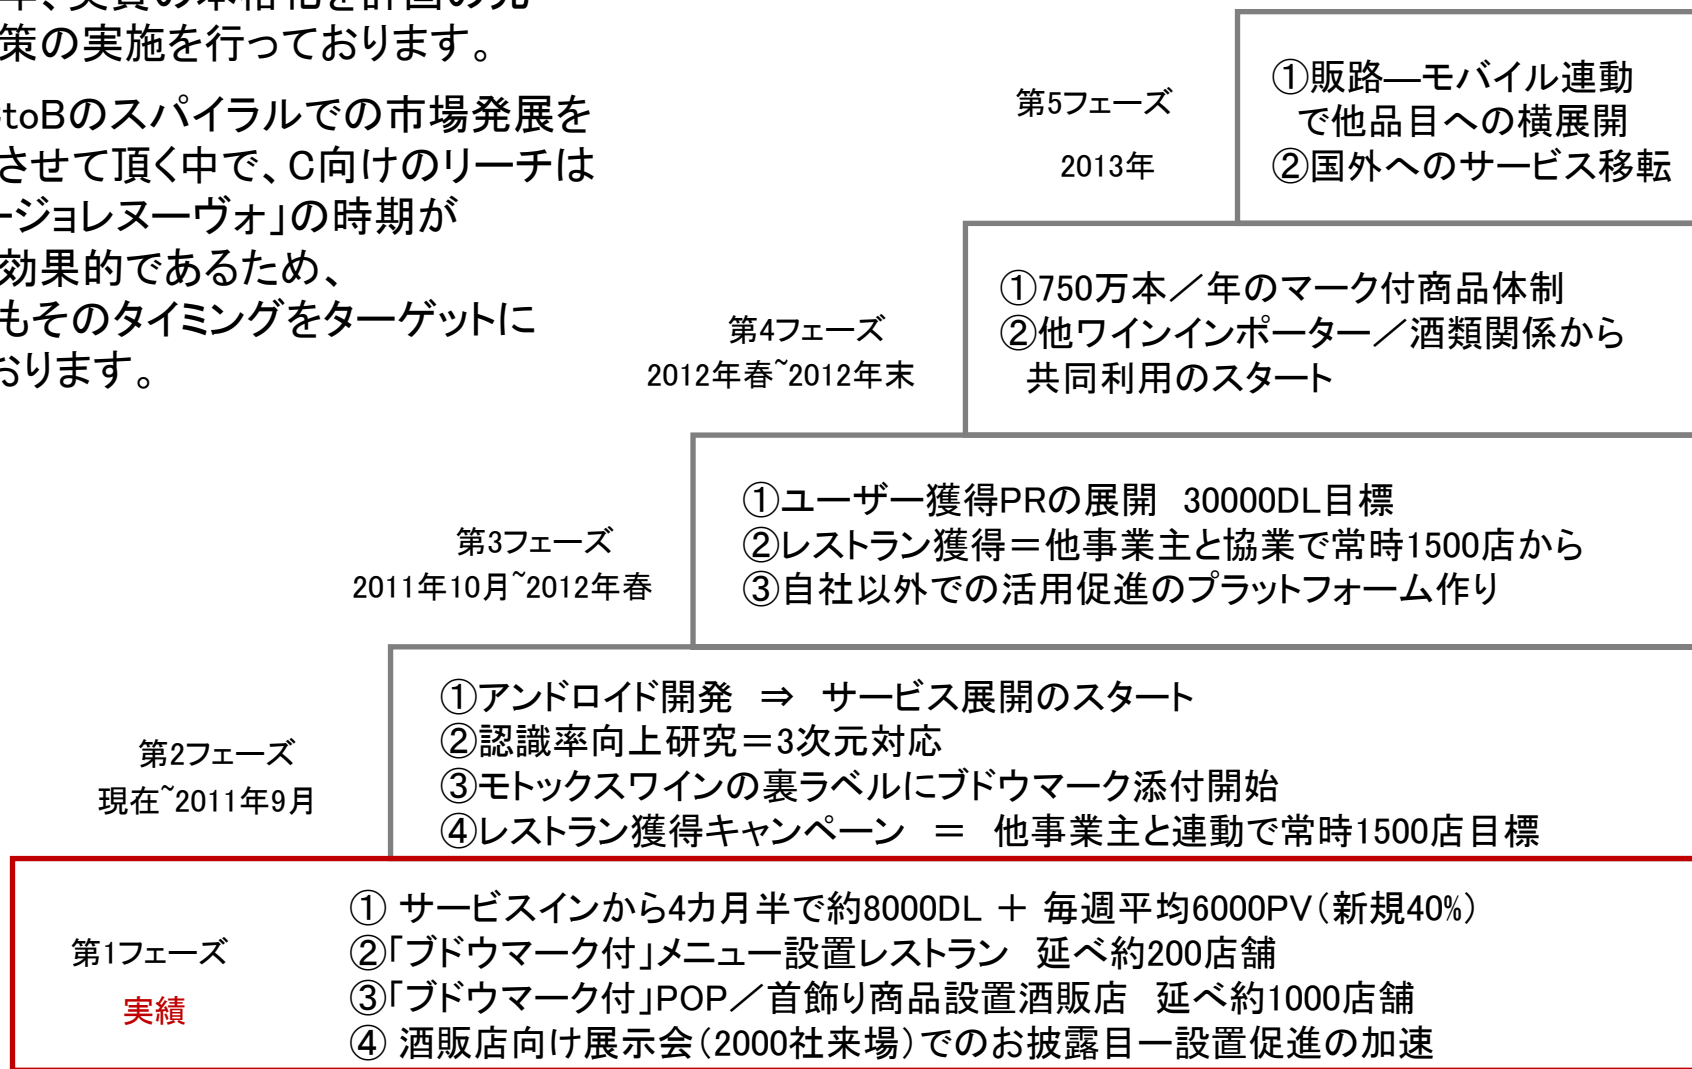 策の実施を行っております。
toBのスパイラルでの市場発展を
させて頂く中で、C向けのリーチは
ージョレヌーヴォ」の時期が
効果的であるため、
もそのタイミングをターゲットに
おります。
第5フェーズ
2013年
①販路―モバイル連動
で他品目への横展開
②国外へのサービス移転
第4フェーズ
2012年春~2012年末
①750万本／年のマーク付商品体制
②他ワインインポーター／酒類関係から
共同利用のスタート
第3フェーズ
2011年10月~2012年春
①ユーザー獲得PRの展開　30000DL目標
②レストラン獲得＝他事業主と協業で常時1500店から
③自社以外での活用促進のプラットフォーム作り
第2フェーズ
現在~2011年9月
①アンドロイド開発　⇒　サービス展開のスタート
②認識率向上研究＝3次元対応
③モトックスワインの裏ラベルにブドウマーク添付開始
④レストラン獲得キャンペーン　＝　他事業主と連動で常時1500店目標
第1フェーズ
実績
① サービスインから4カ月半で約8000DL ＋ 毎週平均6000PV（新規40%）
②「ブドウマーク付」メニュー設置レストラン　延べ約200店舗
③「ブドウマーク付」POP／首飾り商品設置酒販店　延べ約1000店舗
④ 酒販店向け展示会（2000社来場）でのお披露目ー設置促進の加速